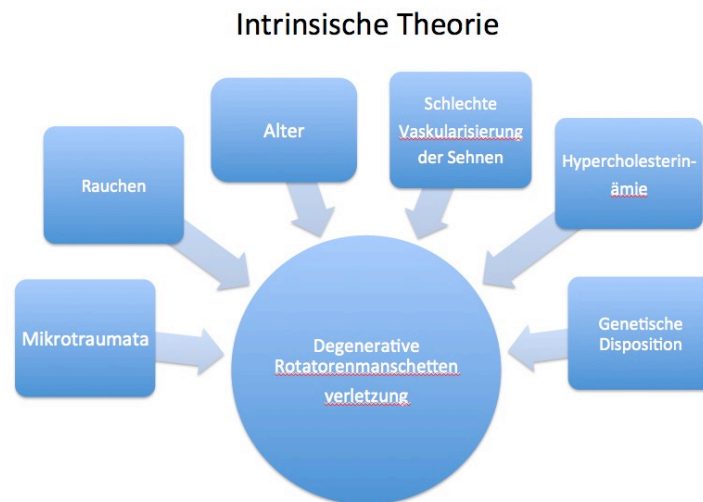 Intrinsische Theorie
Schlechte
Vaskularisierung
der Sehnen
Alter
Hypercholesterin-
ämie
Rauchen
Mikrotraumata
Genetische
Disposition
Degenerative
Rotatorenmanschetten
verletzung